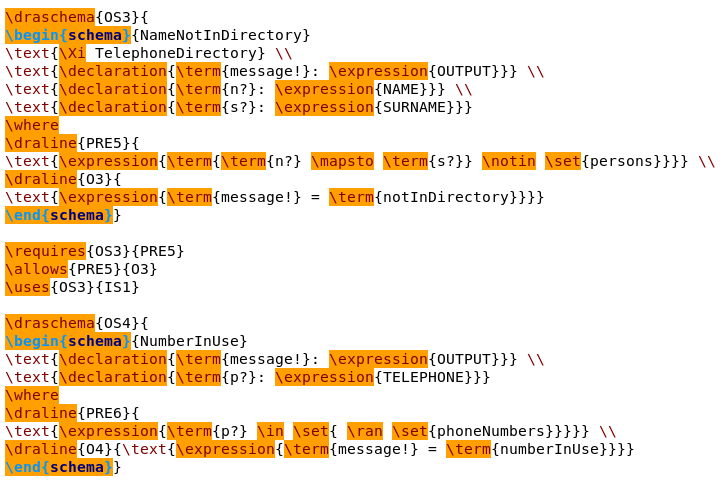 \draschema{OS3}{
\begin{schema}{NameNotInDirectory}
\text{\Xi TelephoneDirectory} \\
\text{\declaration{\term{message!}: \expression{OUTPUT}}} \\
\text{\declaration{\term{n?}: \expression{NAME}}} \\
\text{\declaration{\term{s?}: \expression{SURNAME}}}
\where
\draline{PRE5}{
\text{\expression{\term{\term{n?} \mapsto \term{s?}} \notin \set{persons}}}} \\
\draline{O3}{
\text{\expression{\term{message!} = \term{notInDirectory}}}}
\end{schema}}

\requires{OS3}{PRE5}
\allows{PRE5}{O3}
\uses{OS3}{IS1}

\draschema{OS4}{
\begin{schema}{NumberInUse}
\text{\declaration{\term{message!}: \expression{OUTPUT}}} \\
\text{\declaration{\term{p?}: \expression{TELEPHONE}}}
\where
\draline{PRE6}{
\text{\expression{\term{p?} \in \set{ \ran \set{phoneNumbers}}}}} \\
\draline{O4}{\text{\expression{\term{message!} = \term{numberInUse}}}}
\end{schema}}